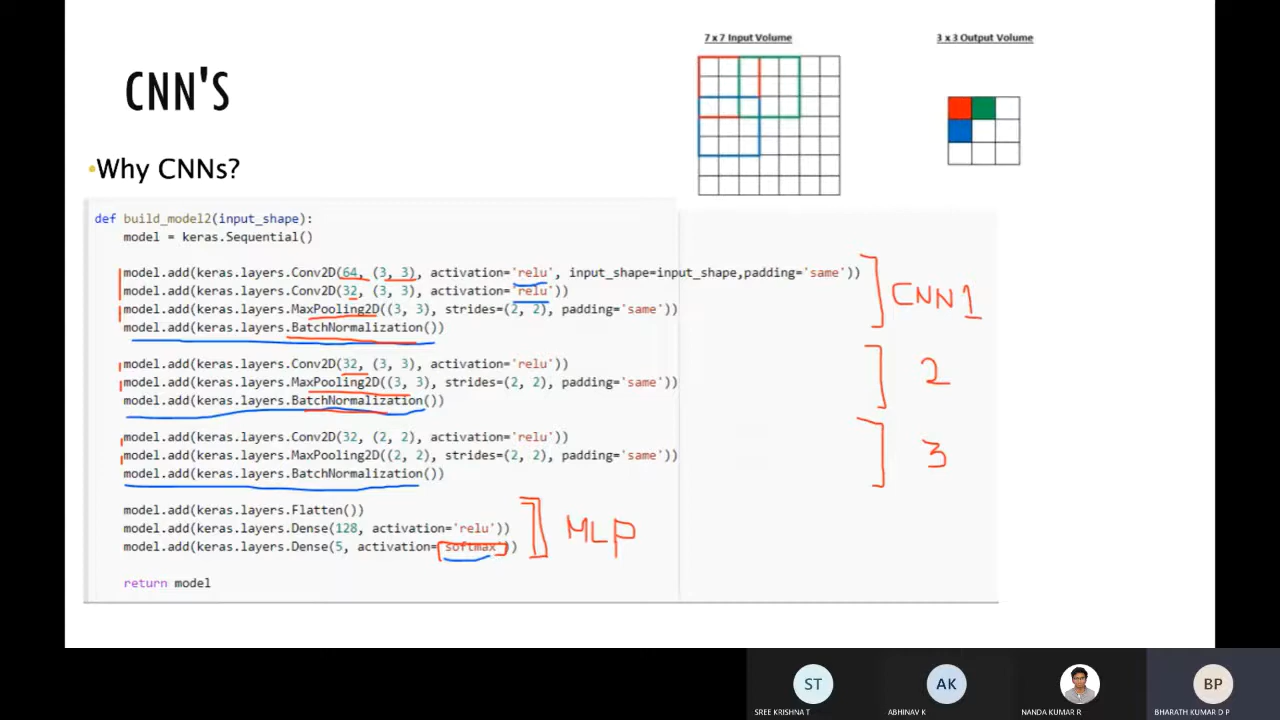 7 x 7 Input Volume
3 x 3 Output Volume
CNN'S
•Why CNNs?
def build_model2(input_shape):
model = keras.Sequential()
model.add(keras.layers.Conv2D(64, (3, 3), activation='relu', input_shape=input_shape,padding='same'))
model.add(keras.layers.Conv2D(32, (3, 3), activation='relu'))
model.add(keras.layers.MaxPooling2D((3, 3), strides=(2, 2), padding='same'))
model.add(keras.layers.BatchNormalization())
CNN1
model.add(keras.layers.Conv2D(32, (3, 3), activation='relu'))
model.add(keras.layers.MaxPooling2D((3, 3), strides=(2, 2), padding='same'))
model.add(keras.layers.BatchNormalization())
2
model.add(keras.layers.Conv2D(32, (2, 2), activation='relu'))
model.add(keras.layers.MaxPooling2D((2, 2), strides=(2, 2), padding='same'))
model.add(keras.layers.BatchNormalization())
3
model.add(keras.layers.Flatten())
model.add(keras.layers.Dense(128, activation='relu'))
model.add(keras.layers.Dense(5, activation='softmax'))
MLP
return model
ST
AK
BP
SREE KRISHNA T
ABHINAV K
NANDA KUMAR R
BHARATH KUMAR D P